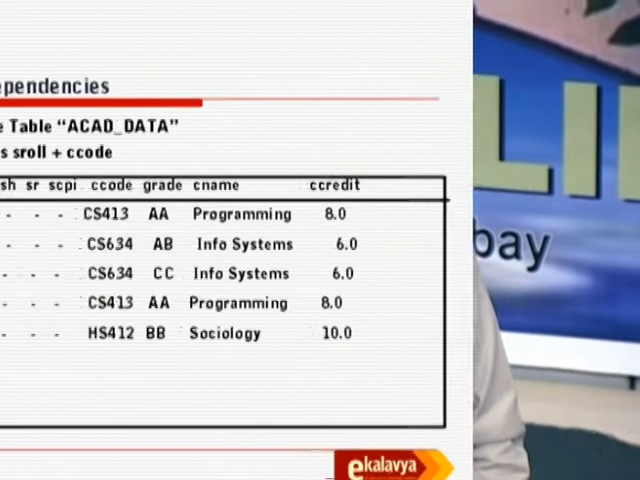 ependencies
e Table “ACAD_DATA”
s sroll + ccode
sh sr scpi ccode grade cname ccredit
- - - CS413 AA Programming 8.0
- - - CS634 AB Info Systems 6.0
- - - CS634 CC Info Systems 6.0
- - - CS413 AA Programming 8.0
- - - HS412 BB Sociology 10.0
ekalavya
LI
bay